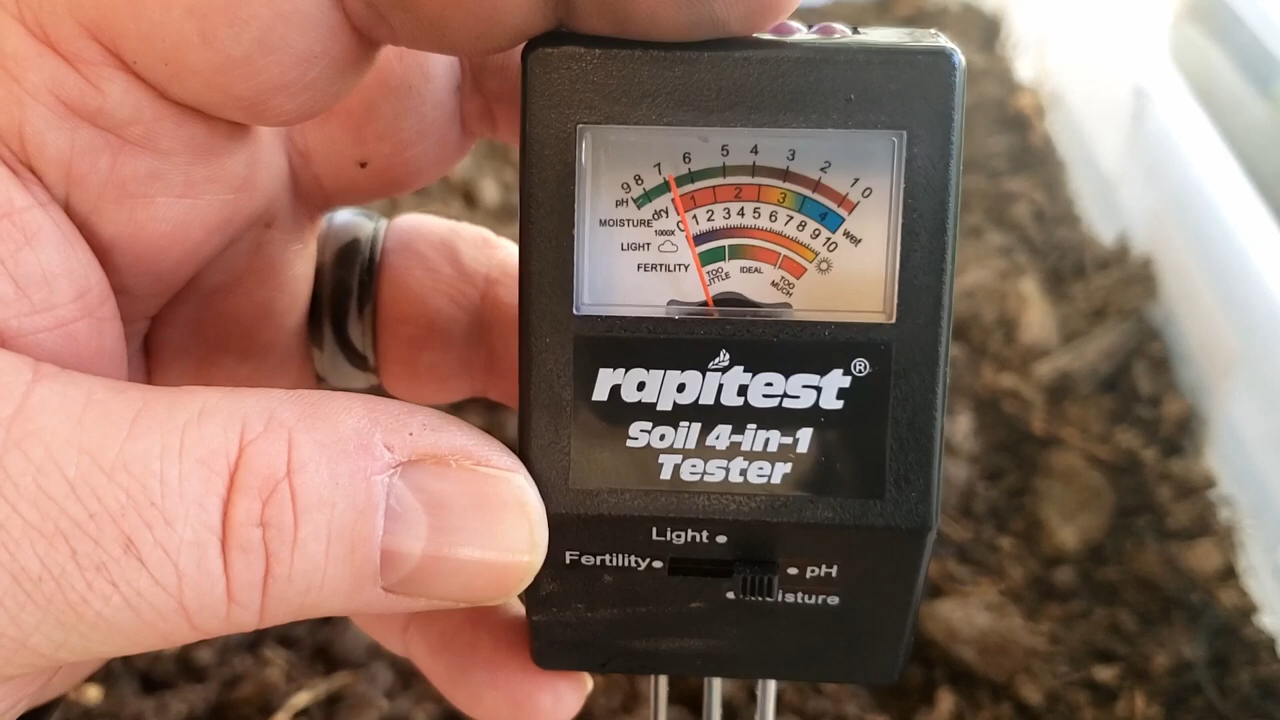 9 8 7 6 5 4 3 2 1 0
pH
MOISTURE dry 1 2 3 4 wet
1000X 0 1 2 3 4 5 6 7 8 9 10
LIGHT
FERTILITY
TOO IDEAL TOO
MUCH
rapitest®
Soil 4-in-1
Tester
Light
Fertility pH